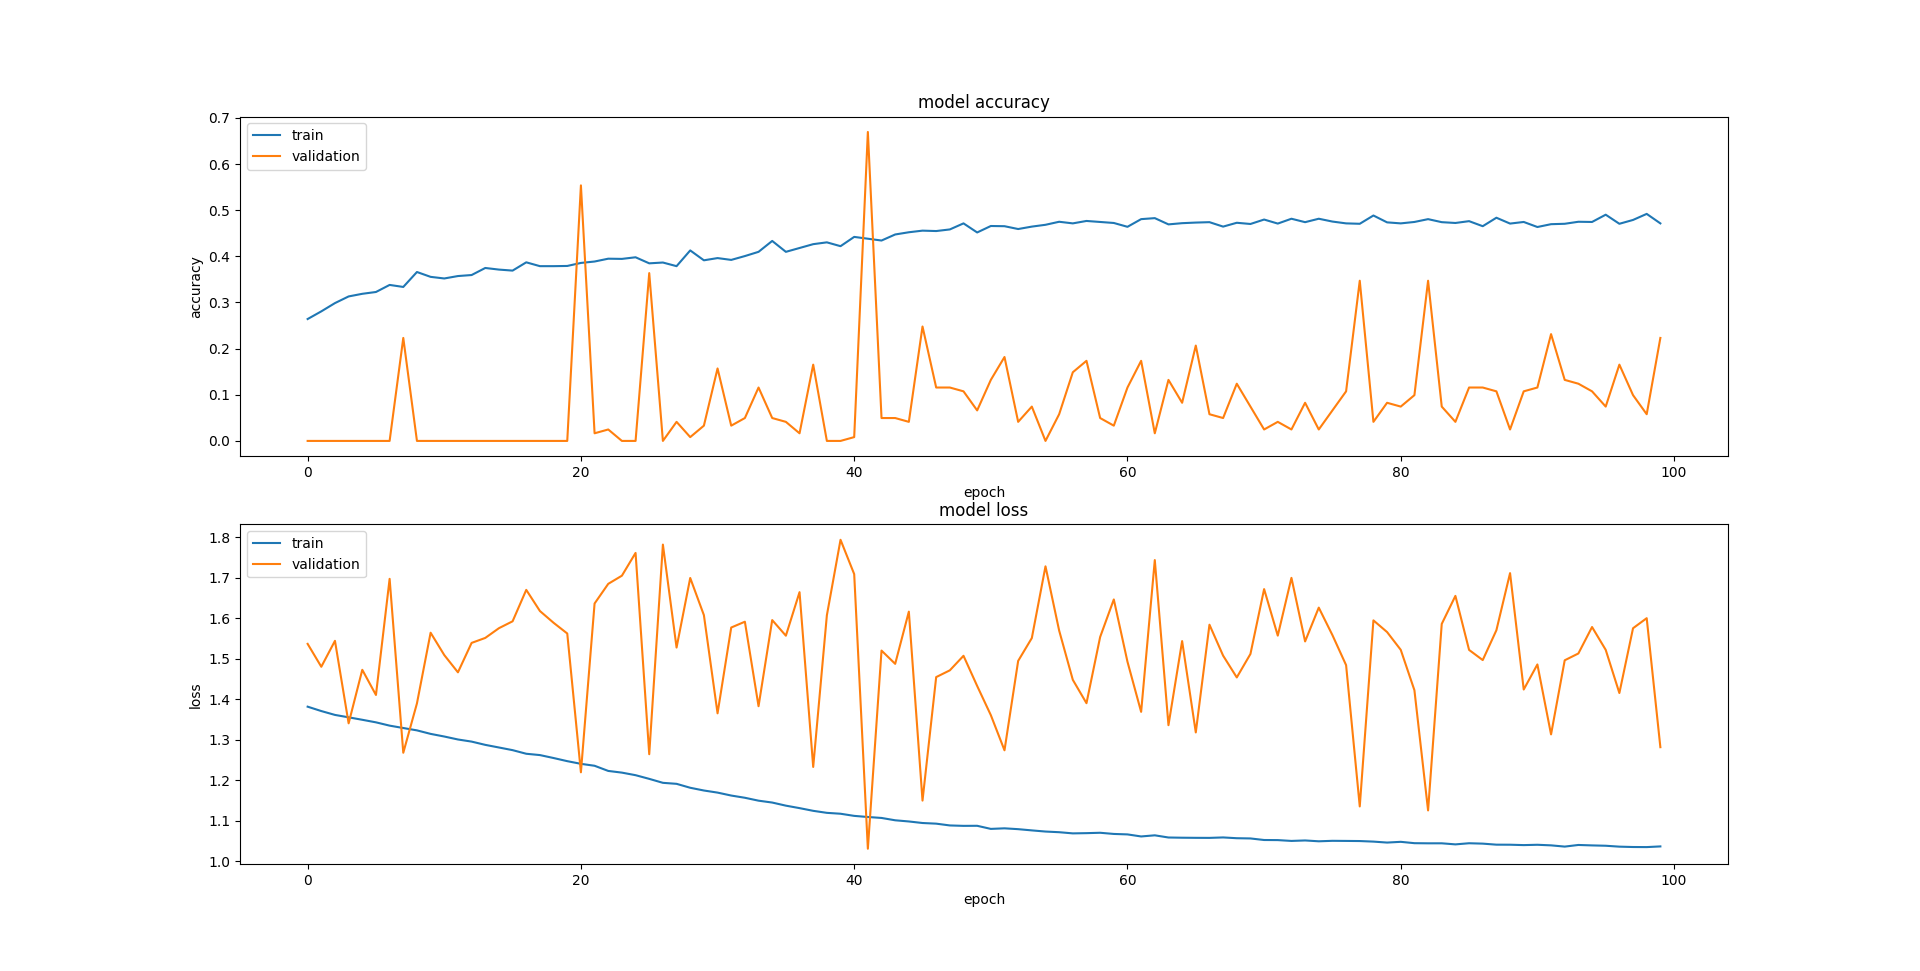 model accuracy
0.7
0.6
0.5
0.4
0.3
0.2
0.1
0.0
accuracy
train
validation
0 20 40 60 80 100
epoch
model loss
1.8
1.7
1.6
1.5
1.4
1.3
1.2
1.1
1.0
loss
train
validation
0 20 40 60 80 100
epoch